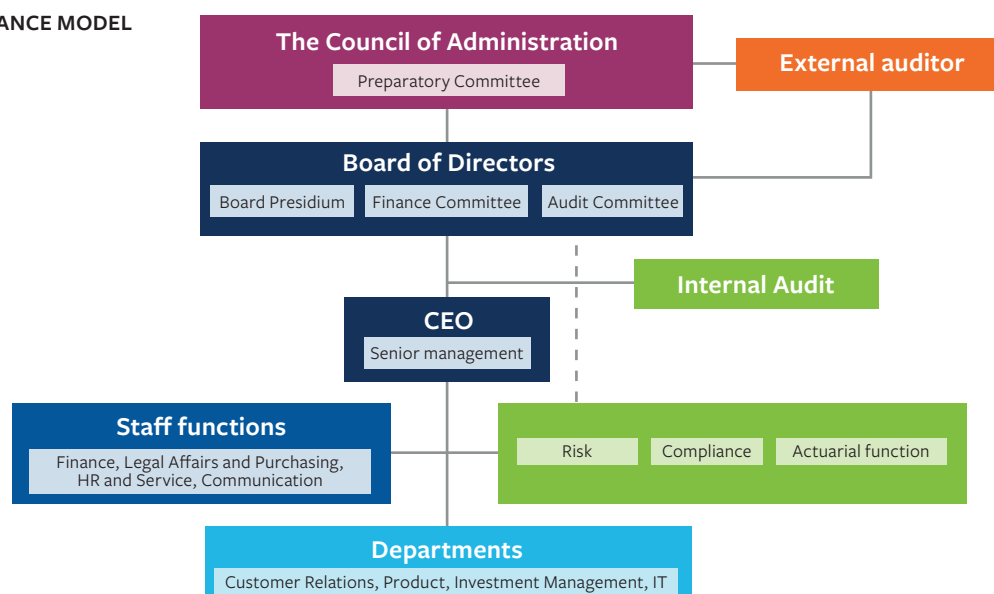 ANCE MODEL
The Council of Administration
Preparatory Committee
External auditor
Board of Directors
Board Presidium
Finance Committee
Audit Committee
Internal Audit
CEO
Senior management
Staff functions
Finance, Legal Affairs and Purchasing,
HR and Service, Communication
Risk
Compliance
Actuarial function
Departments
Customer Relations, Product, Investment Management, IT